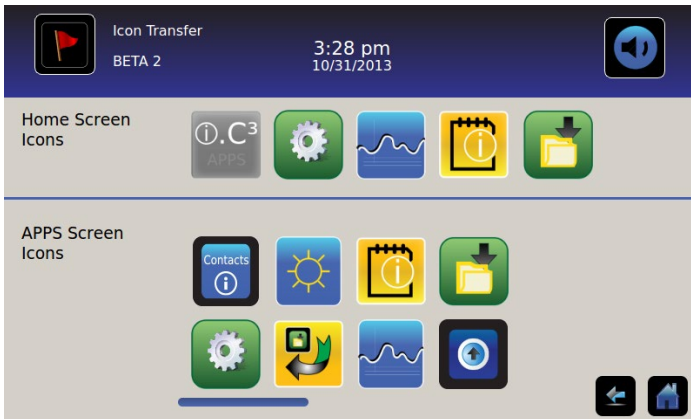 Icon Transfer
BETA 2
3:28 pm
10/31/2013
Home Screen
Icons
ⓘ.C³
APPS
APPS Screen
Icons
Contacts